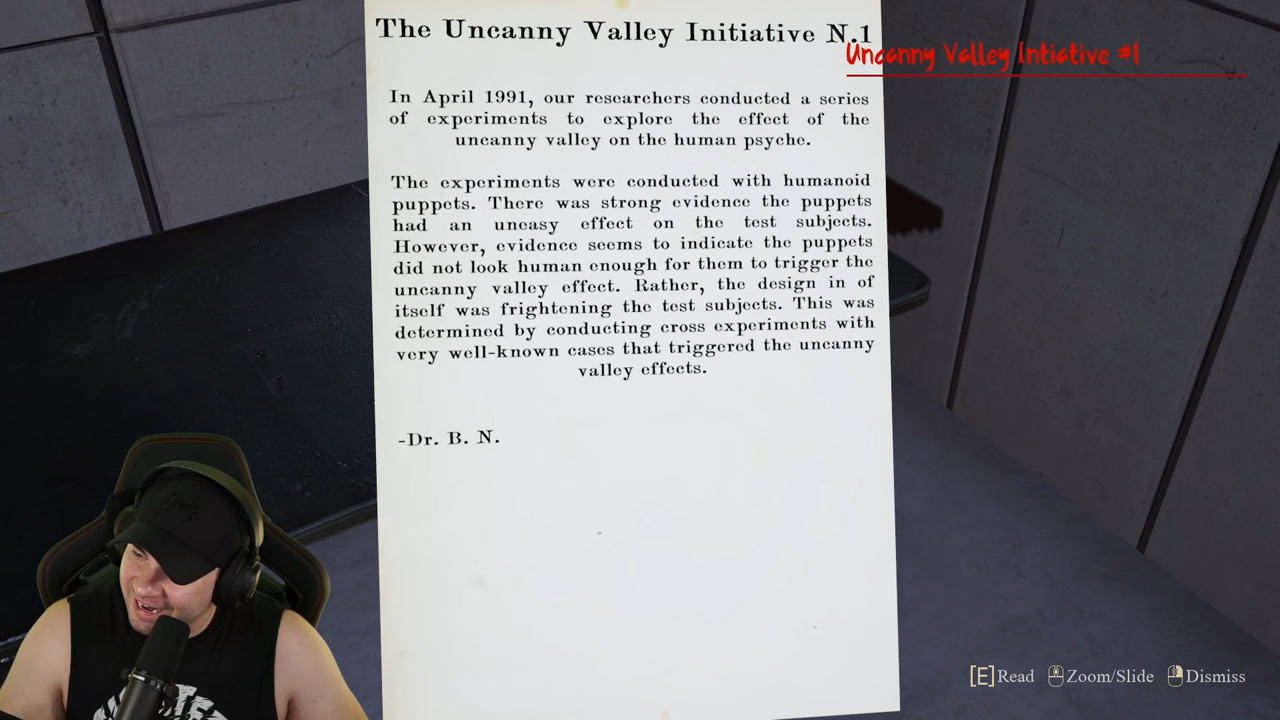 The Uncanny Valley Initiative N.1
Uncanny Valley Intiative #1
In April 1991, our researchers conducted a series
of experiments to explore the effect of the
uncanny valley on the human psyche.
The experiments were conducted with humanoid
puppets. There was strong evidence the puppets
had an uneasy effect on the test subjects.
However, evidence seems to indicate the puppets
did not look human enough for them to trigger the
uncanny valley effect. Rather, the design in of
itself was frightening the test subjects. This was
determined by conducting cross experiments with
very well-known cases that triggered the uncanny
valley effects.
-Dr. B. N.
[E]Read Zoom/Slide Dismiss